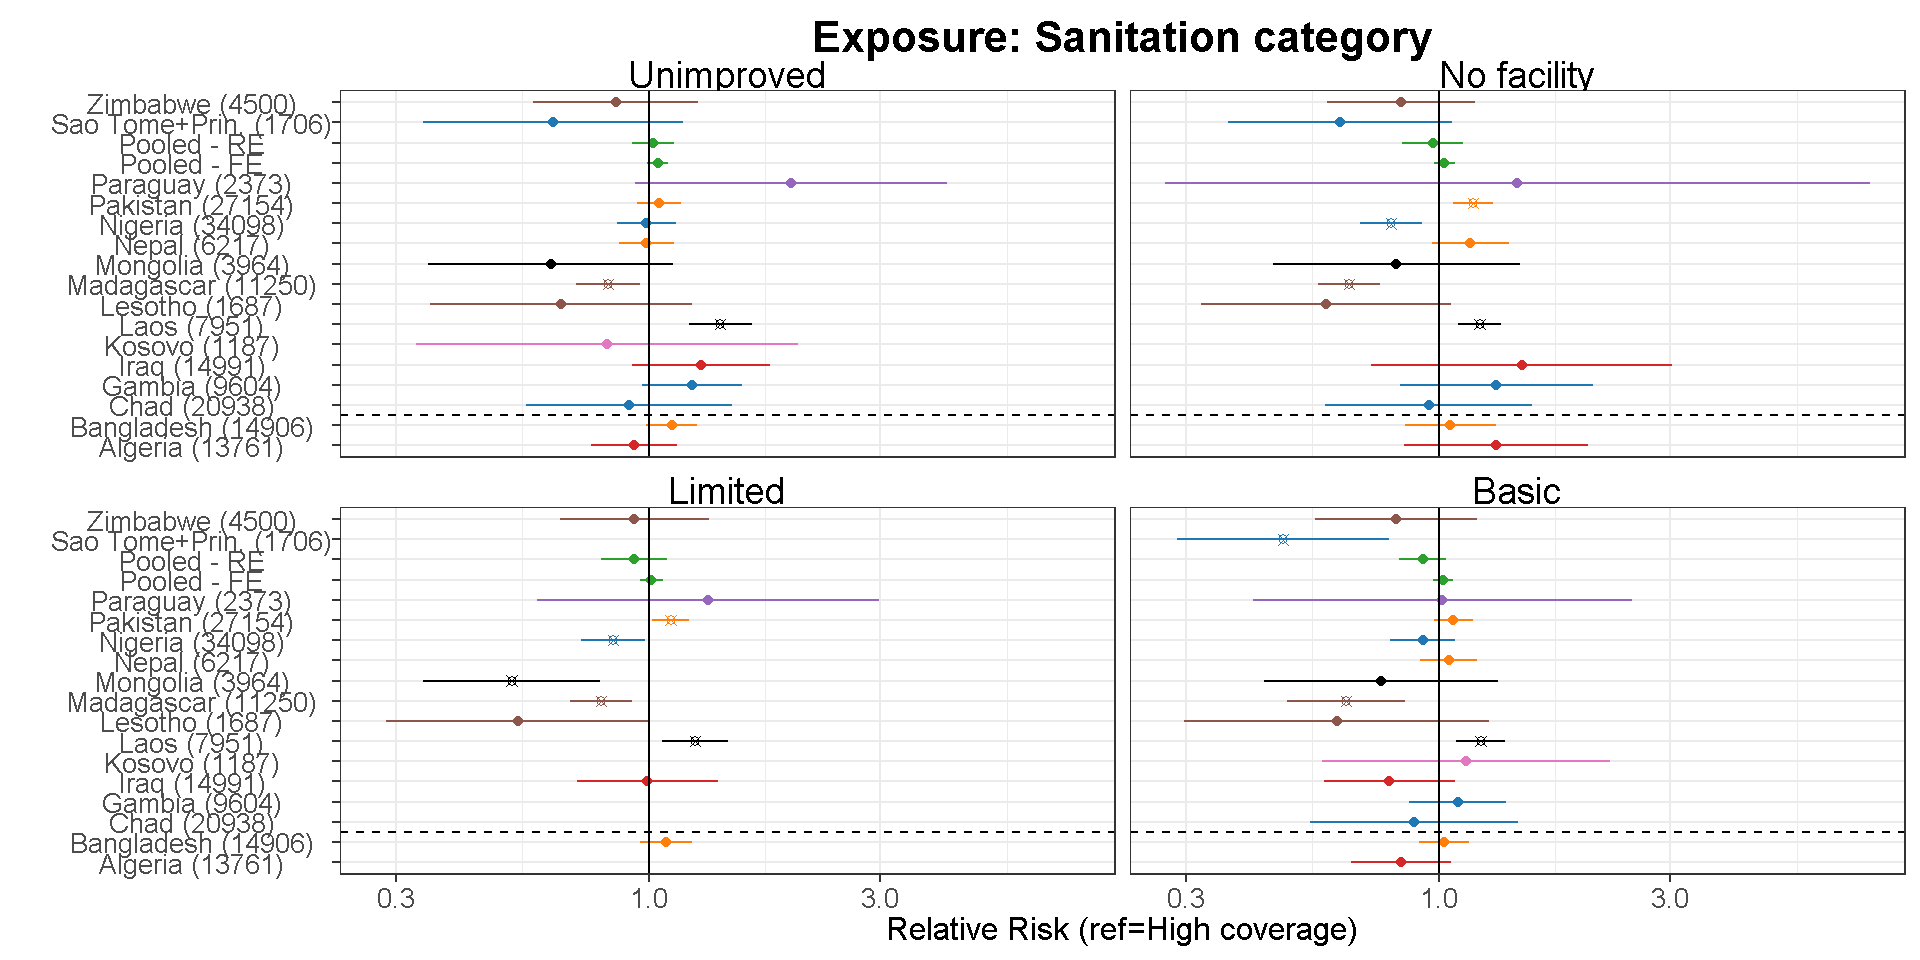 Exposure: Sanitation category
Unimproved
No facility
Zimbabwe (4500)
Sao Tome+Prin. (1706)
Pooled - RE
Pooled - FE
Paraguay (2373)
Pakistan (27154)
Nigeria (34098)
Nepal (6217)
Mongolia (3964)
Madagascar (11250)
Lesotho (1687)
Laos (7951)
Kosovo (1187)
Iraq (14991)
Gambia (9604)
Chad (20938)
Bangladesh (14906)
Algeria (13761)
Limited
Basic
Zimbabwe (4500)
Sao Tome+Prin. (1706)
Pooled - RE
Pooled - FE
Paraguay (2373)
Pakistan (27154)
Nigeria (34098)
Nepal (6217)
Mongolia (3964)
Madagascar (11250)
Lesotho (1687)
Laos (7951)
Kosovo (1187)
Iraq (14991)
Gambia (9604)
Chad (20938)
Bangladesh (14906)
Algeria (13761)
0.3 1.0 3.0 0.3 1.0 3.0
Relative Risk (ref=High coverage)